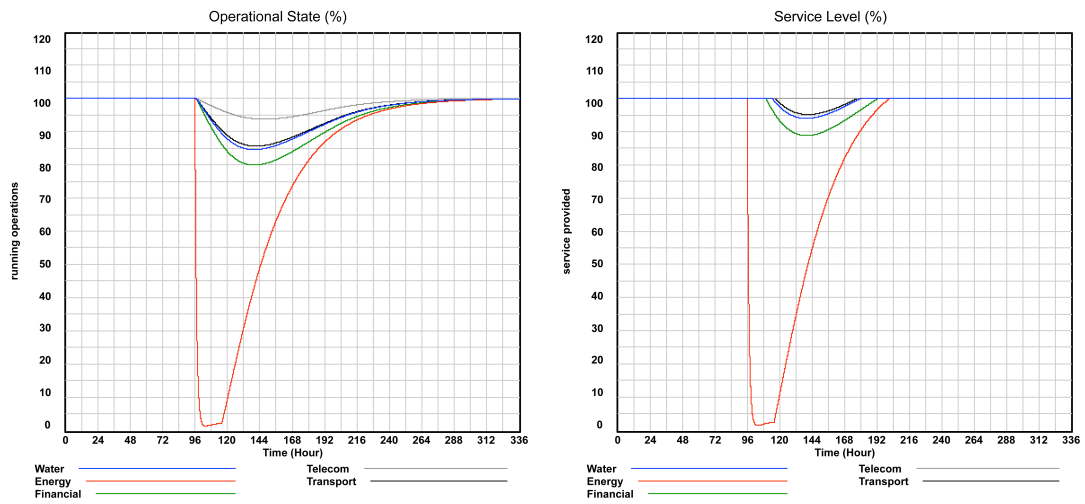 Operational State (%)
120
110
100
90
80
70
60
50
40
30
20
10
0
running operations
0 24 48 72 96 120 144 168 192 216 240 264 288 312 336
Time (Hour)
Water
Energy
Financial
Telecom
Transport
Service Level (%)
120
110
100
90
80
70
60
50
40
30
20
10
0
service provided
0 24 48 72 96 120 144 168 192 216 240 264 288 312 336
Time (Hour)
Water
Energy
Financial
Telecom
Transport